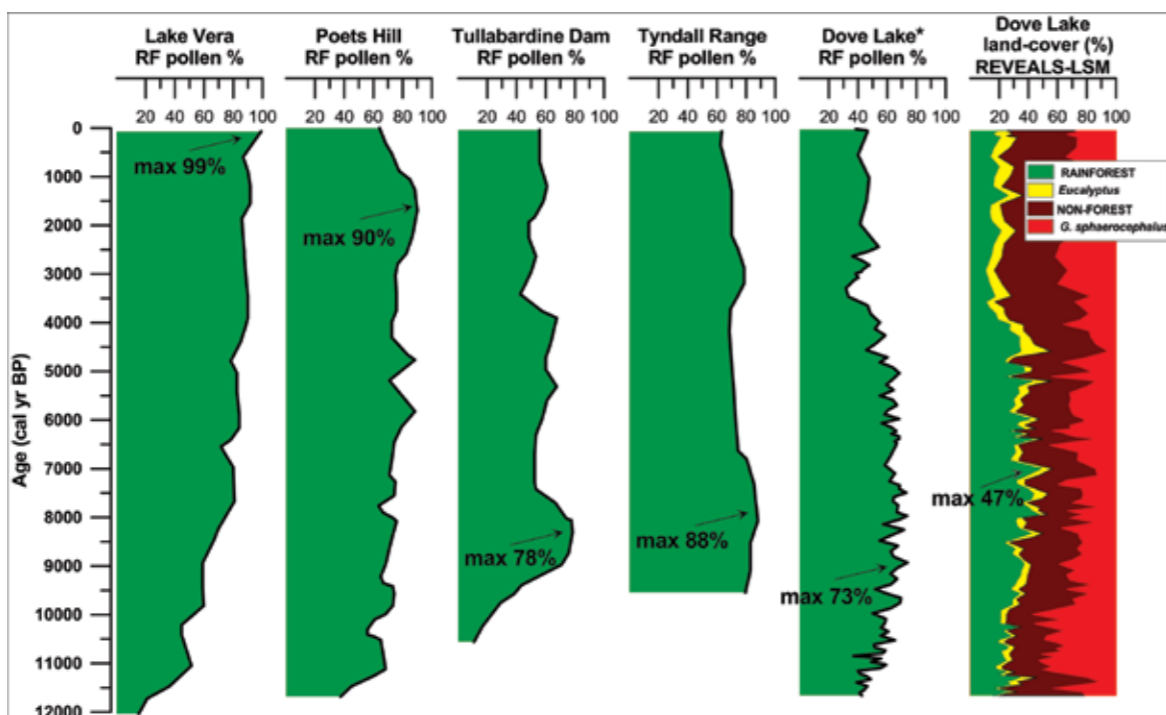 Lake Vera
RF pollen %
Poets Hill
RF pollen %
Tullabardine Dam
RF pollen %
Tyndall Range
RF pollen %
Dove Lake*
RF pollen %
Dove Lake
land-cover (%)
REVEALS-LSM
20 40 60 80 100
20 40 60 80 100
20 40 60 80 100
20 40 60 80 100
20 40 60 80 100
20 40 60 80 100
Age (cal yr BP)
0
1000
2000
3000
4000
5000
6000
7000
8000
9000
10000
11000
12000
max 99%
max 90%
max 78%
max 88%
max 73%
max 47%
RAINFOREST
Eucalyptus
NON-FOREST
G. sphaerocephalus